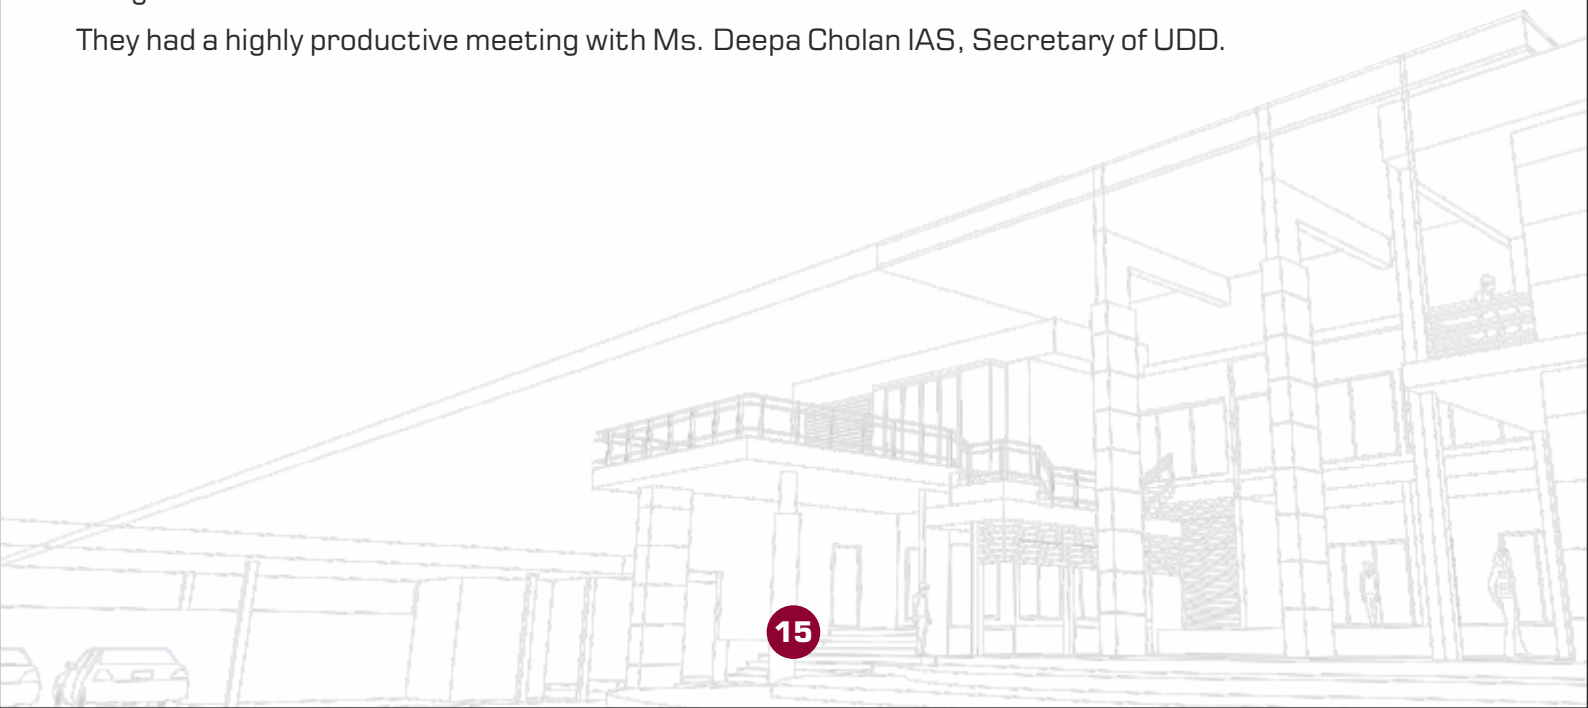 They had a highly productive meeting with Ms. Deepa Cholan IAS, Secretary of UDD.
15